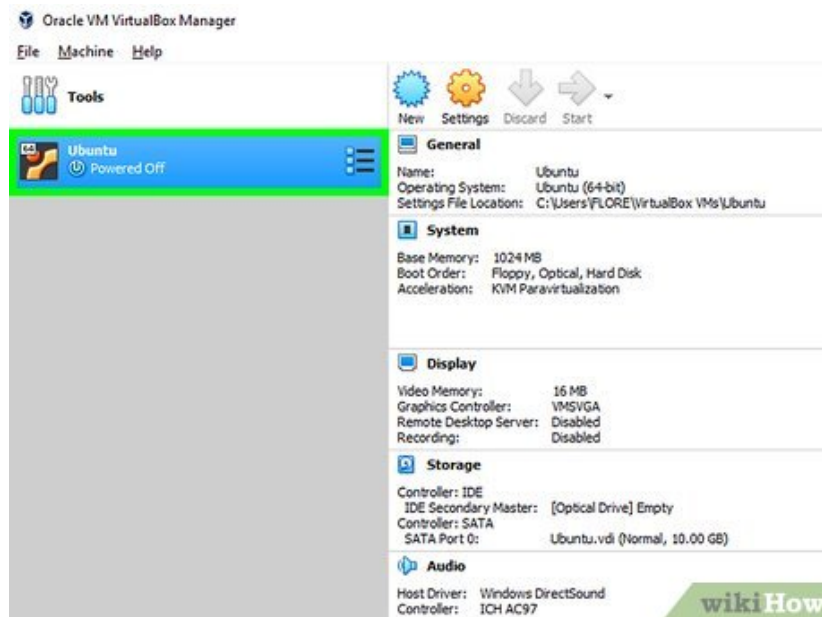 Oracle VM VirtualBox Manager
File Machine Help
Tools
New Settings Discard Start
64
Ubuntu
Powered Off
General
Name: Ubuntu
Operating System: Ubuntu (64-bit)
Settings File Location: C:\Users\FLORE\VirtualBox VMs\Ubuntu
System
Base Memory: 1024 MB
Boot Order: Floppy, Optical, Hard Disk
Acceleration: KVM Paravirtualization
Display
Video Memory: 16 MB
Graphics Controller: VMSVGA
Remote Desktop Server: Disabled
Recording: Disabled
Storage
Controller: IDE
IDE Secondary Master: [Optical Drive] Empty
Controller: SATA
SATA Port 0: Ubuntu.vdi (Normal, 10.00 GB)
Audio
Host Driver: Windows DirectSound
Controller: ICH AC97
wikiHow